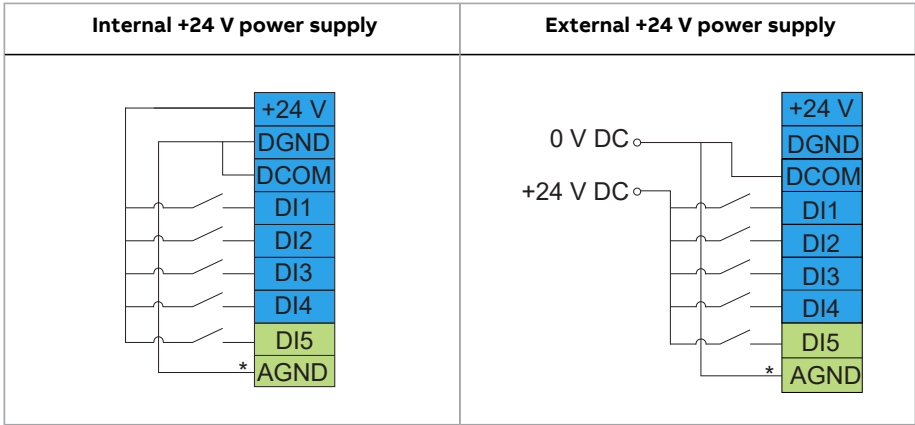 Internal +24 V power supply
External +24 V power supply
+24 V
DGND
DCOM
DI1
DI2
DI3
DI4
DI5
* AGND
0 V DC
+24 V DC
+24 V
DGND
DCOM
DI1
DI2
DI3
DI4
DI5
* AGND